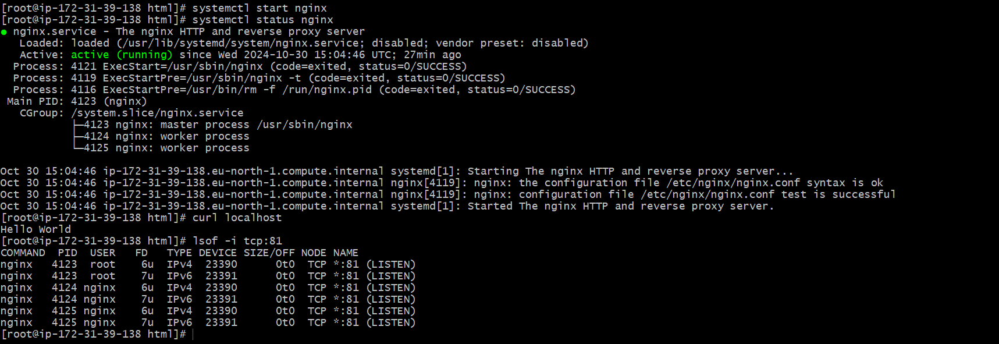 [root@ip-172-31-39-138 html]# systemctl start nginx
[root@ip-172-31-39-138 html]# systemctl status nginx
● nginx.service - The nginx HTTP and reverse proxy server
   Loaded: loaded (/usr/lib/systemd/system/nginx.service; disabled; vendor preset: disabled)
   Active: active (running) since Wed 2024-10-30 15:04:46 UTC; 27min ago
  Process: 4121 ExecStart=/usr/sbin/nginx (code=exited, status=0/SUCCESS)
  Process: 4119 ExecStartPre=/usr/sbin/nginx -t (code=exited, status=0/SUCCESS)
  Process: 4116 ExecStartPre=/usr/bin/rm -f /run/nginx.pid (code=exited, status=0/SUCCESS)
 Main PID: 4123 (nginx)
   CGroup: /system.slice/nginx.service
           ├─4123 nginx: master process /usr/sbin/nginx
           ├─4124 nginx: worker process
           └─4125 nginx: worker process

Oct 30 15:04:46 ip-172-31-39-138.eu-north-1.compute.internal systemd[1]: Starting The nginx HTTP and reverse proxy server...
Oct 30 15:04:46 ip-172-31-39-138.eu-north-1.compute.internal nginx[4119]: nginx: the configuration file /etc/nginx/nginx.conf syntax is ok
Oct 30 15:04:46 ip-172-31-39-138.eu-north-1.compute.internal nginx[4119]: nginx: configuration file /etc/nginx/nginx.conf test is successful
Oct 30 15:04:46 ip-172-31-39-138.eu-north-1.compute.internal systemd[1]: Started The nginx HTTP and reverse proxy server.
[root@ip-172-31-39-138 html]# curl localhost
Hello World
[root@ip-172-31-39-138 html]# lsof -i tcp:81
COMMAND  PID  USER   FD   TYPE DEVICE SIZE/OFF NODE NAME
nginx   4123  root    6u  IPv4  23390      0t0  TCP *:81 (LISTEN)
nginx   4123  root    7u  IPv6  23391      0t0  TCP *:81 (LISTEN)
nginx   4124 nginx    6u  IPv4  23390      0t0  TCP *:81 (LISTEN)
nginx   4124 nginx    7u  IPv6  23391      0t0  TCP *:81 (LISTEN)
nginx   4125 nginx    6u  IPv4  23390      0t0  TCP *:81 (LISTEN)
nginx   4125 nginx    7u  IPv6  23391      0t0  TCP *:81 (LISTEN)
[root@ip-172-31-39-138 html]#